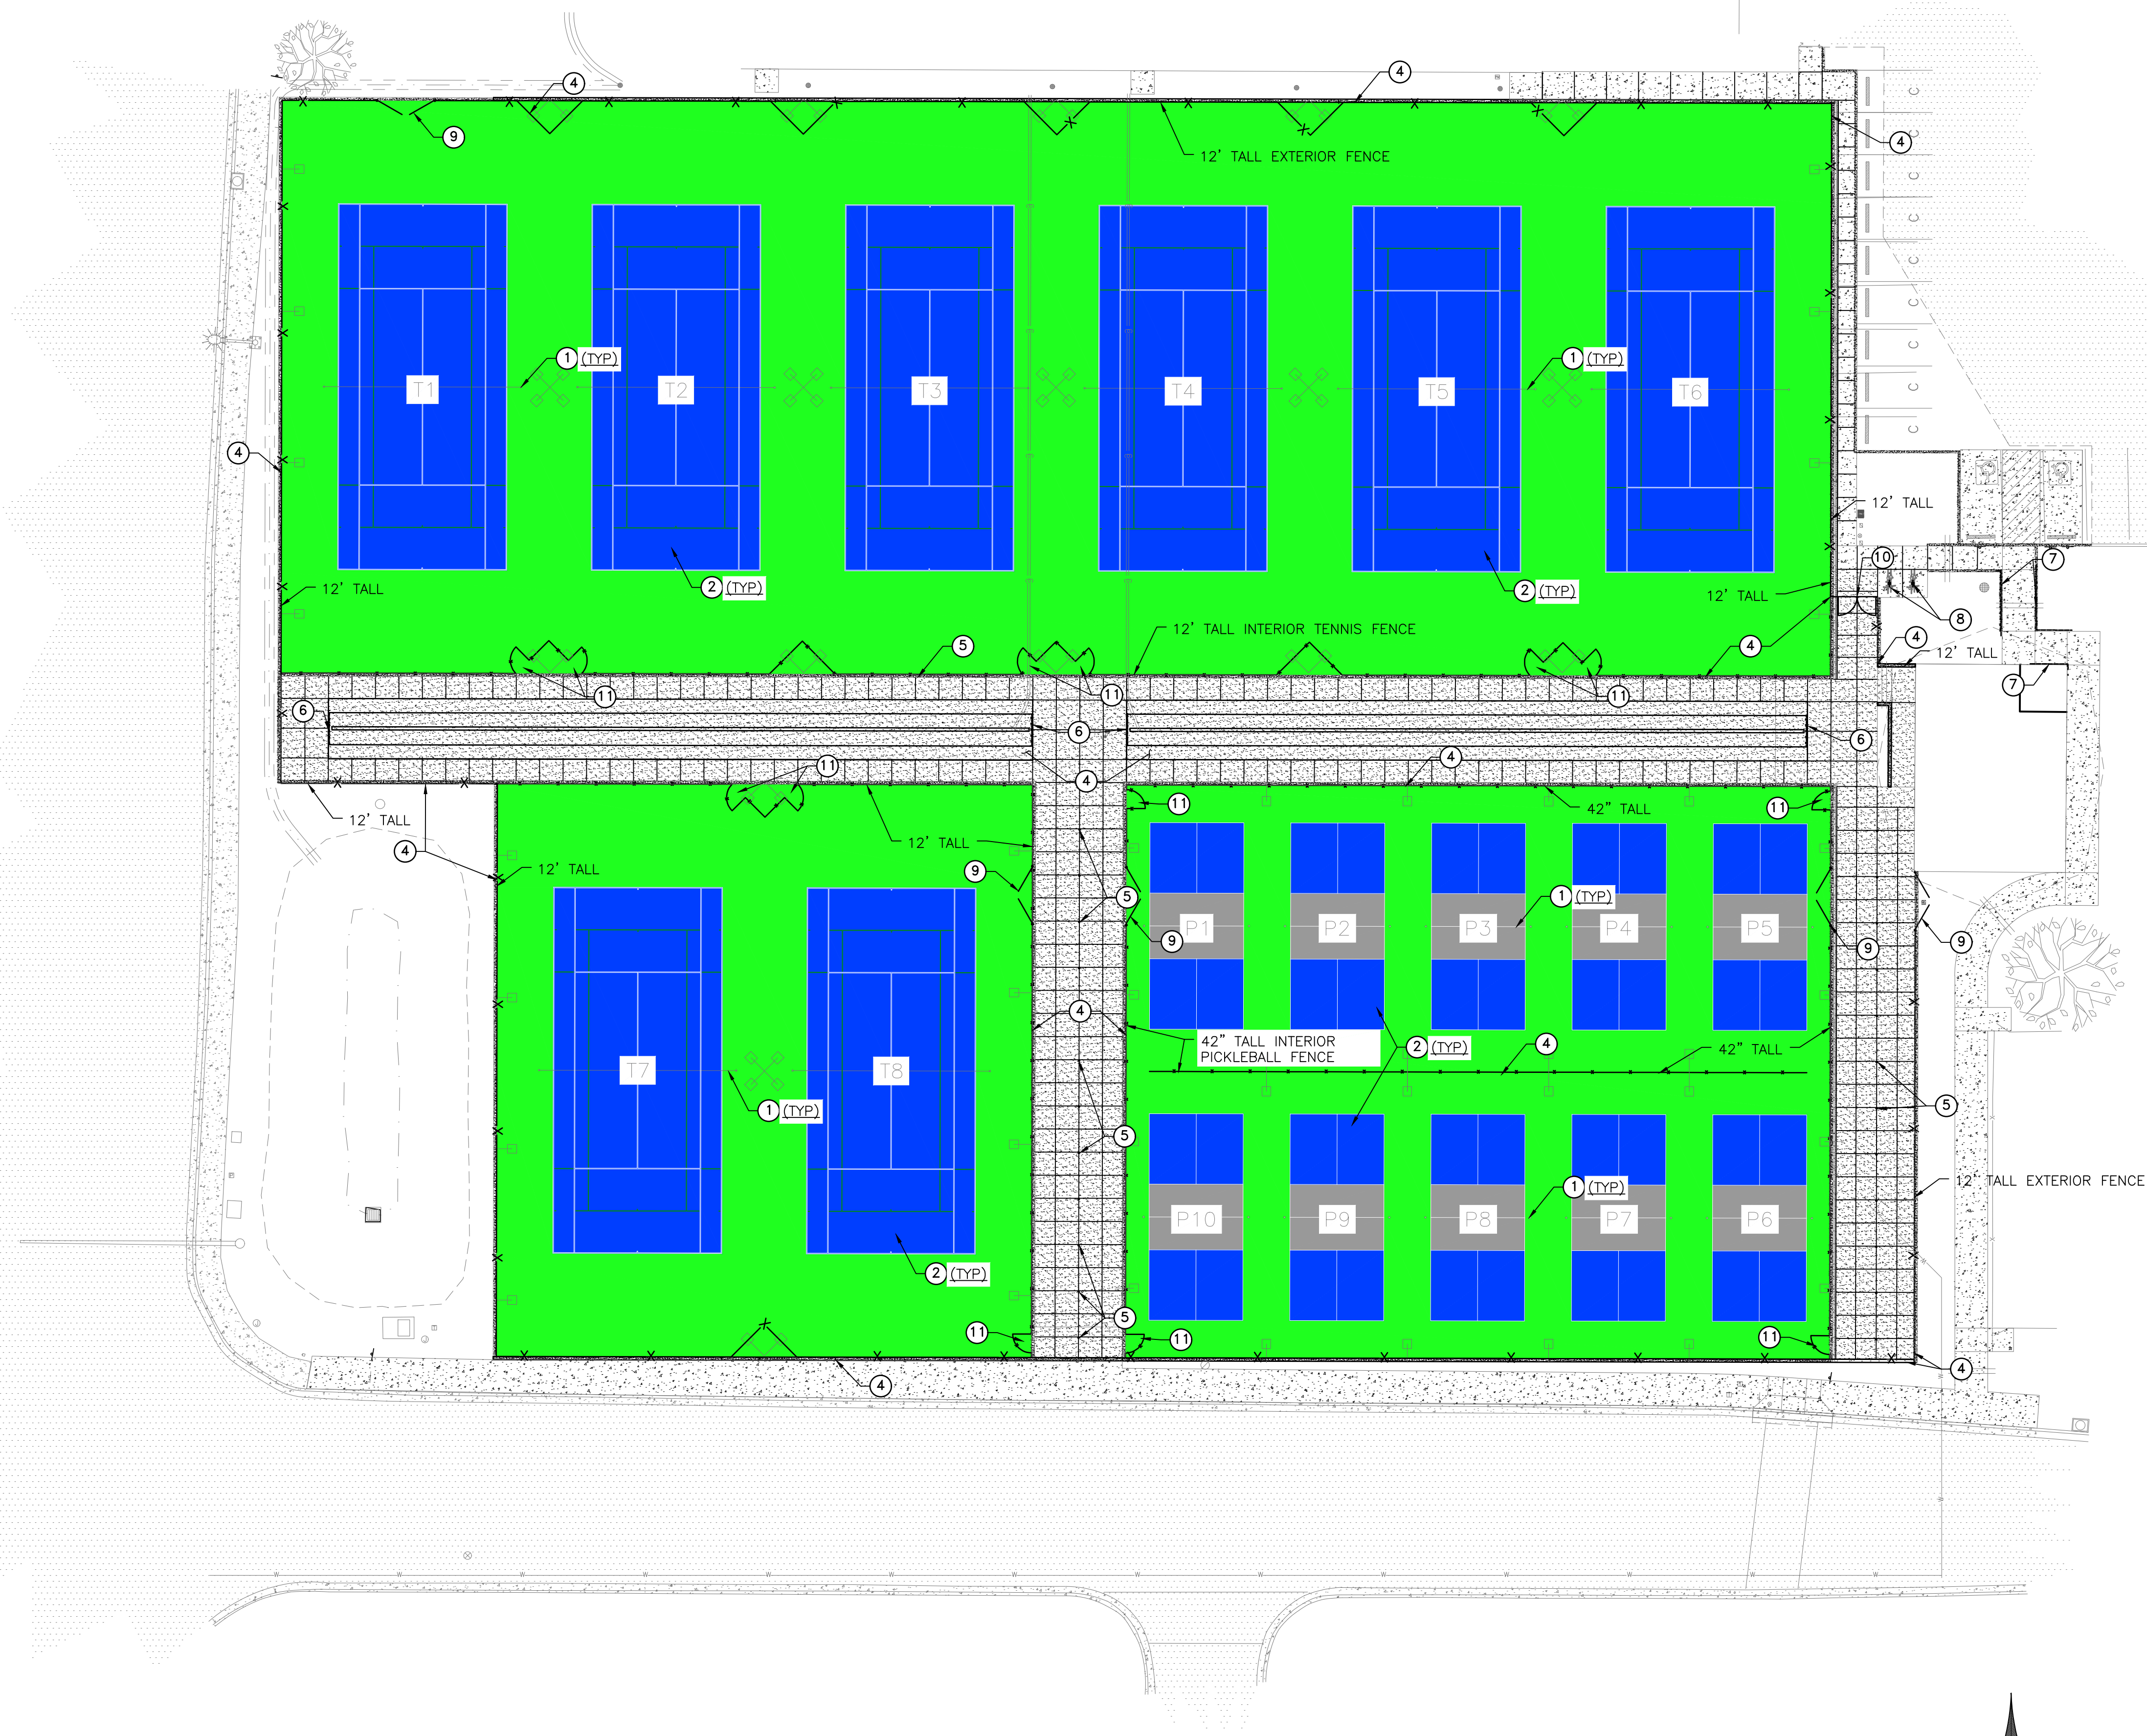 4
4
9
12' TALL EXTERIOR FENCE
4
1 (TYP)
1 (TYP)
T1
T2
T3
T4
T5
T6
4
12' TALL
10
7
12' TALL
2 (TYP)
2 (TYP)
12' TALL
8
12' TALL INTERIOR TENNIS FENCE
5
4
4
12' TALL
11
11
11
7
6
6
6
4
4
11
11
42" TALL
11
12' TALL
4
12' TALL
12' TALL
9
5
1 (TYP)
P1
P2
P3
P4
P5
9
9
9
4
42" TALL INTERIOR
PICKLEBALL FENCE
2 (TYP)
4
42" TALL
T7
T8
1 (TYP)
5
5
12' TALL EXTERIOR FENCE
1 (TYP)
P10
P9
P8
P7
P6
2 (TYP)
5
11
11
11
4
4